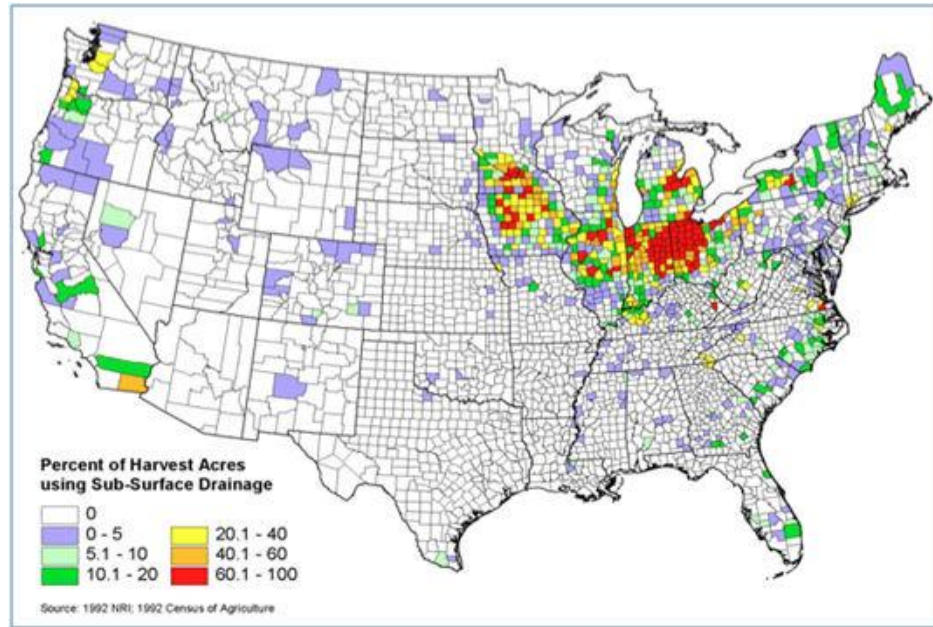 Percent of Harvest Acres
using Sub-Surface Drainage
0
0 - 5
5.1 - 10
10.1 - 20
20.1 - 40
40.1 - 60
60.1 - 100
Source: 1992 NRI; 1992 Census of Agriculture